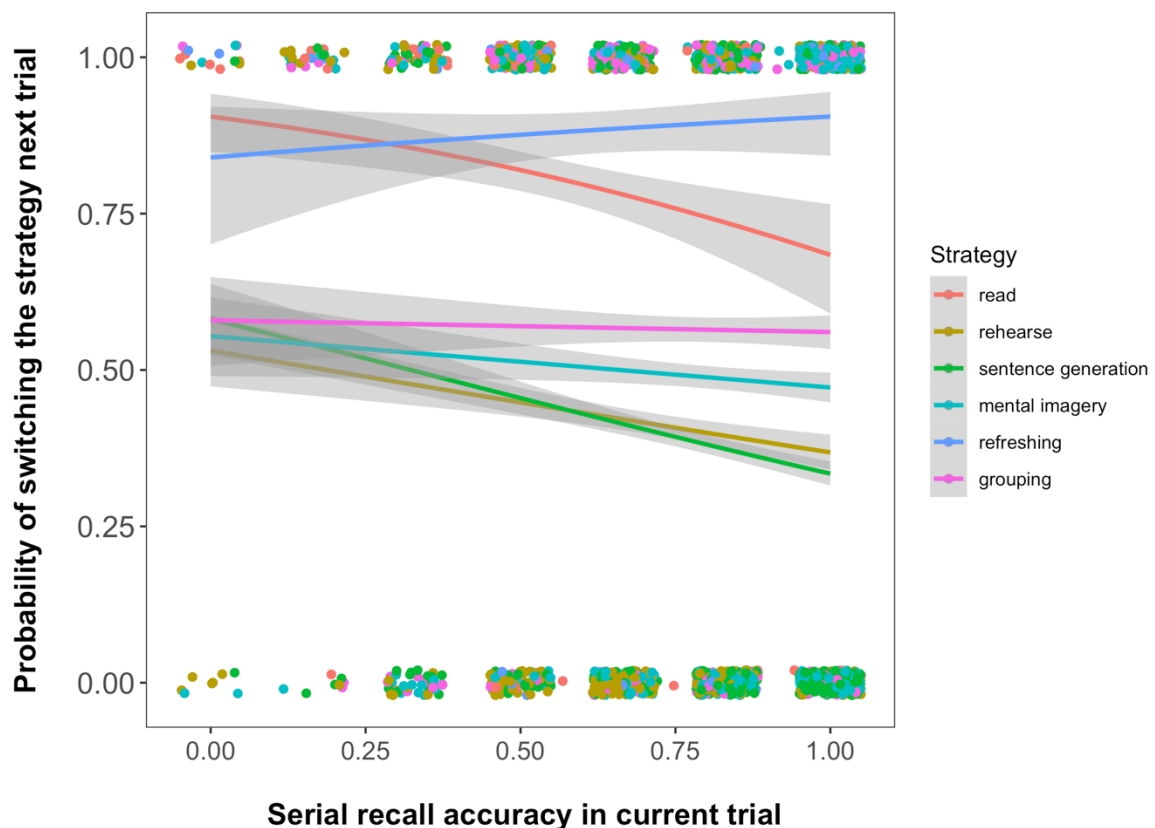 Probability of switching the strategy next trial
1.00
0.75
0.50
0.25
0.00
0.00 0.25 0.50 0.75 1.00
Serial recall accuracy in current trial
Strategy
read
rehearse
sentence generation
mental imagery
refreshing
grouping